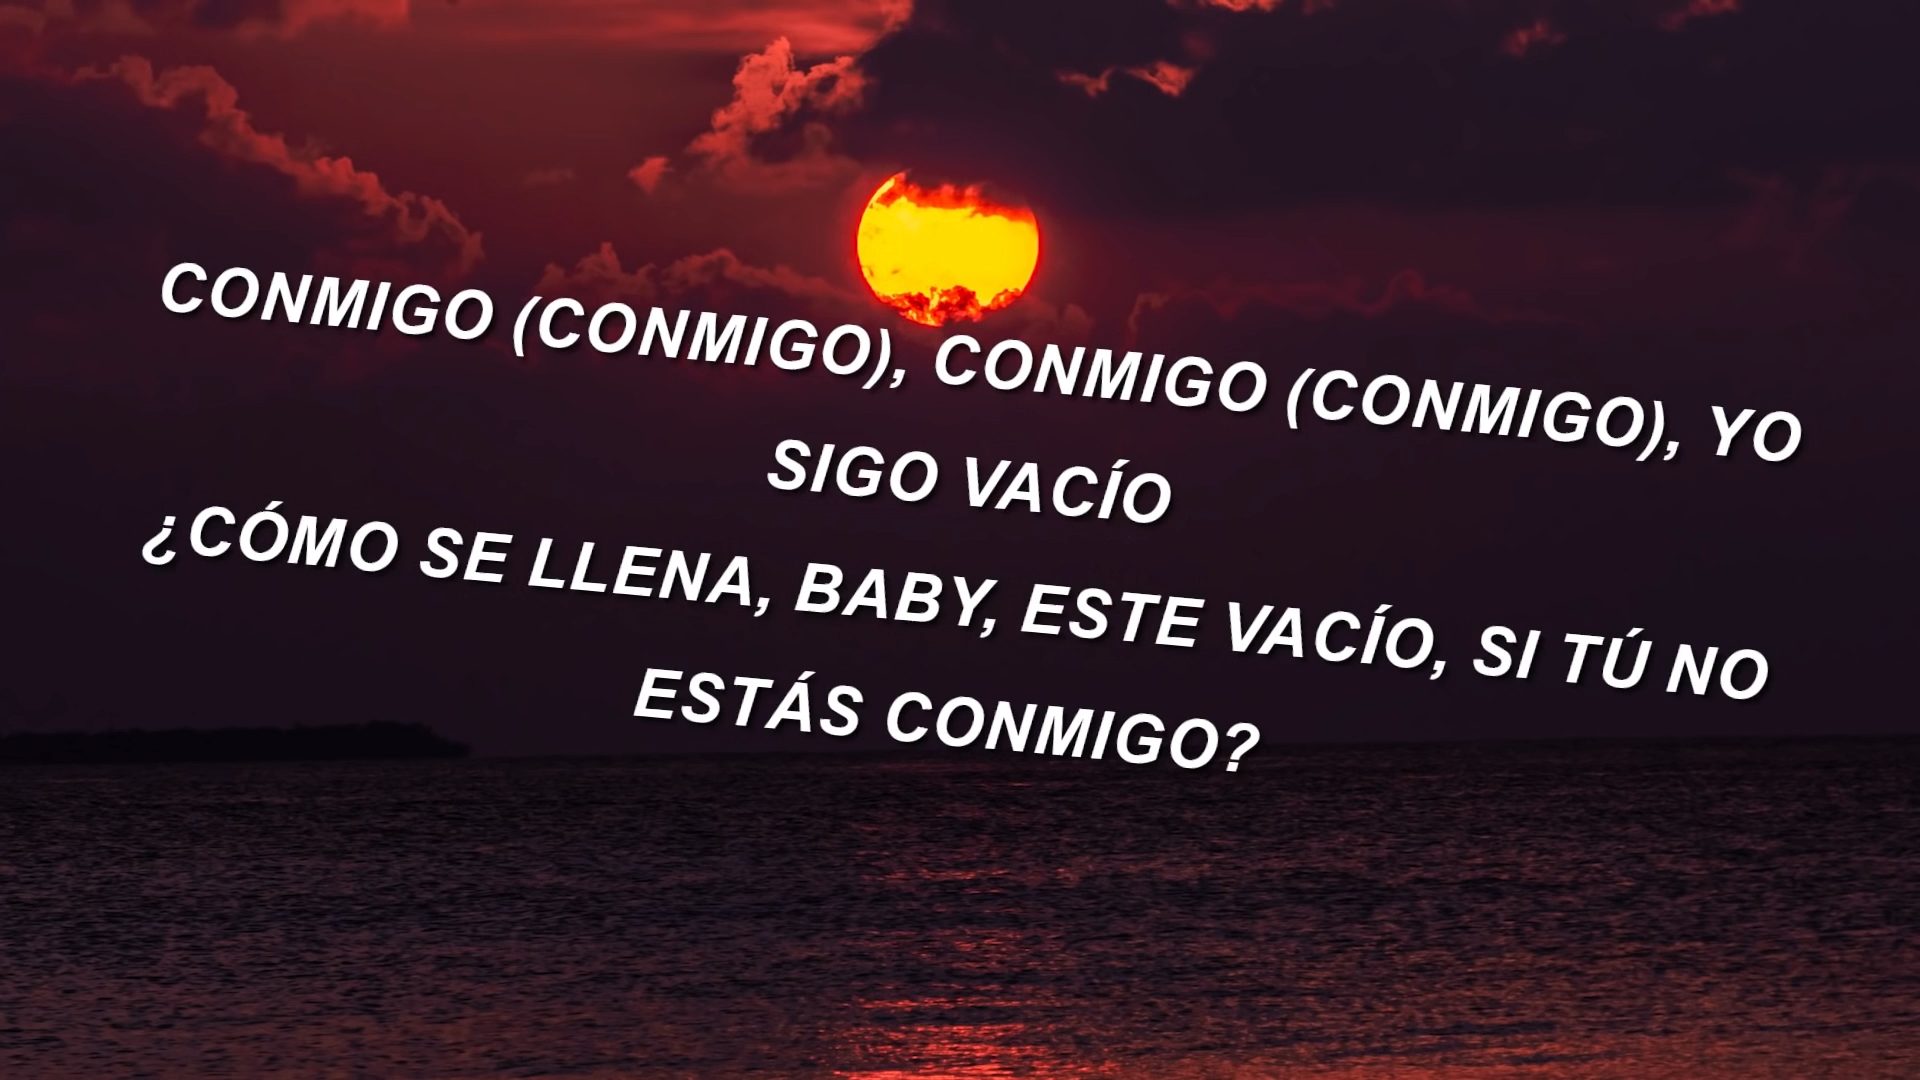 CONMIGO (CONMIGO), CONMIGO (CONMIGO), YO
SIGO VACÍO
¿CÓMO SE LLENA, BABY, ESTE VACÍO, SI TÚ NO
ESTÁS CONMIGO?